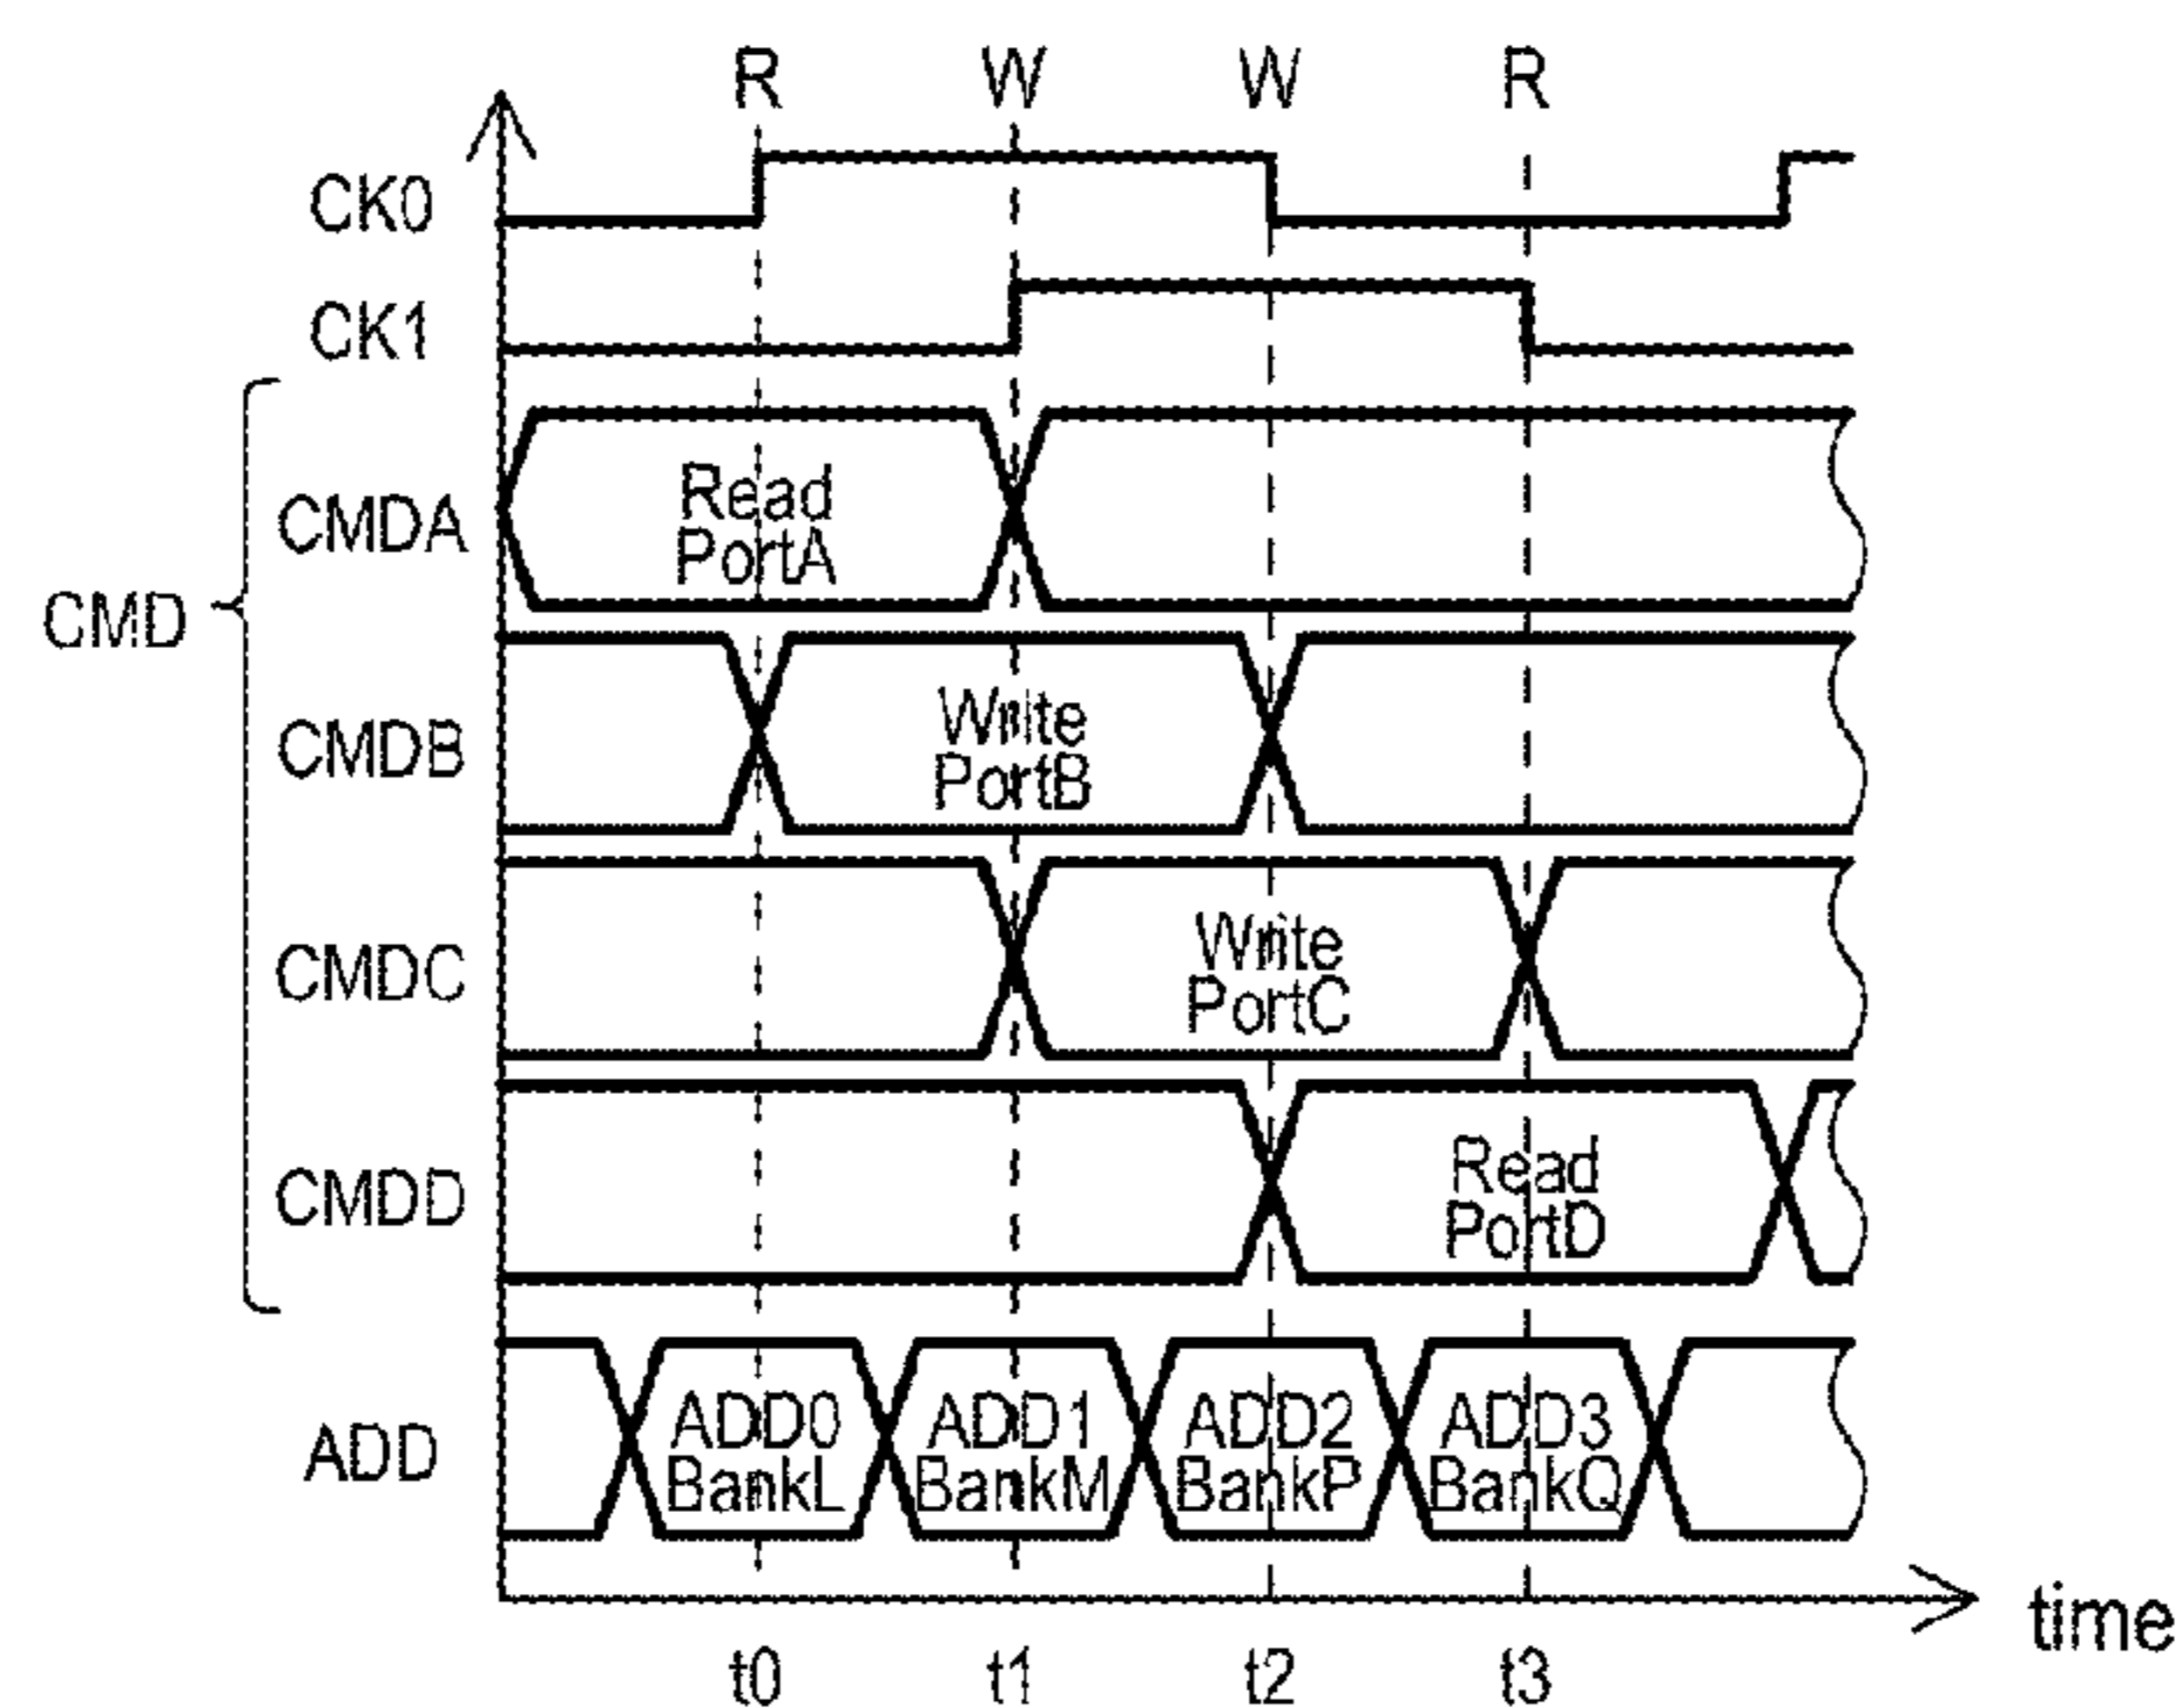 R W W R
CK0
CK1
CMD
CMDA
Read
PortA
CMDB
Write
PortB
CMDC
Write
PortC
CMDD
Read
PortD
ADD
ADD0
BankL
ADD1
BankM
ADD2
BankP
ADD3
BankQ
time
t0 t1 t2 t3